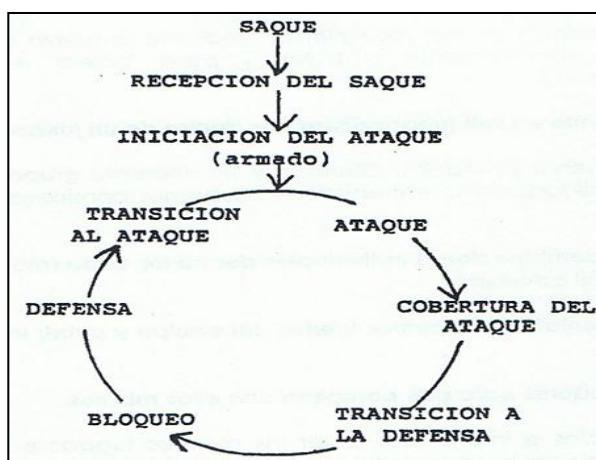 SAQUE
RECEPCION DEL SAQUE
INICIACION DEL ATAQUE
(armado)
TRANSICION
AL ATAQUE
ATAQUE
DEFENSA
COBERTURA DEL
ATAQUE
BLOQUEO
TRANSICION A
LA DEFENSA